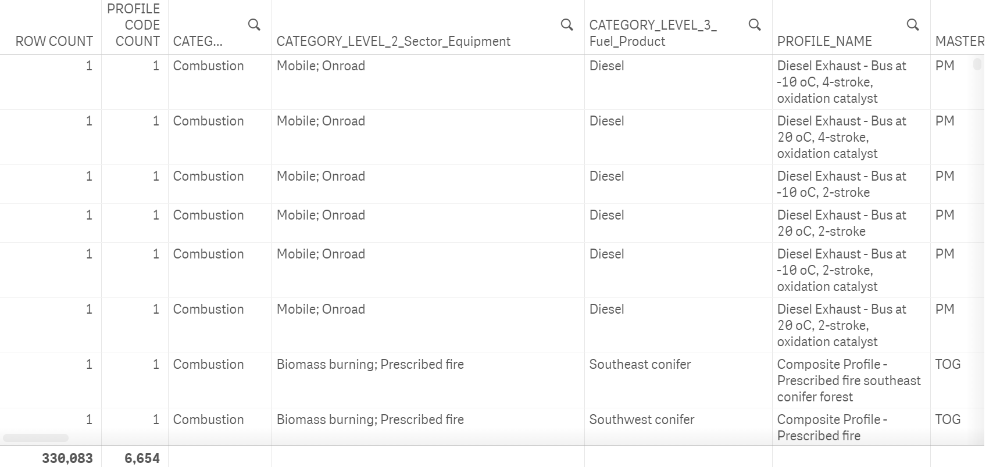 ROW COUNT PROFILE CODE COUNT CATEG... CATEGORY_LEVEL_2_Sector_Equipment CATEGORY_LEVEL_3_ Fuel_Product PROFILE_NAME MASTER
1 1 Combustion Mobile; Onroad Diesel Diesel Exhaust - Bus at PM
-10 oC, 4-stroke,
oxidation catalyst
1 1 Combustion Mobile; Onroad Diesel Diesel Exhaust - Bus at PM
20 oC, 4-stroke,
oxidation catalyst
1 1 Combustion Mobile; Onroad Diesel Diesel Exhaust - Bus at PM
-10 oC, 2-stroke
1 1 Combustion Mobile; Onroad Diesel Diesel Exhaust - Bus at PM
20 oC, 2-stroke
1 1 Combustion Mobile; Onroad Diesel Diesel Exhaust - Bus at PM
-10 oC, 2-stroke,
oxidation catalyst
1 1 Combustion Mobile; Onroad Diesel Diesel Exhaust - Bus at PM
20 oC, 2-stroke,
oxidation catalyst
1 1 Combustion Biomass burning; Prescribed fire Southeast conifer Composite Profile - TOG
Prescribed fire southeast
conifer forest
1 1 Combustion Biomass burning; Prescribed fire Southwest conifer Composite Profile - TOG
Prescribed fire
330,083 6,654